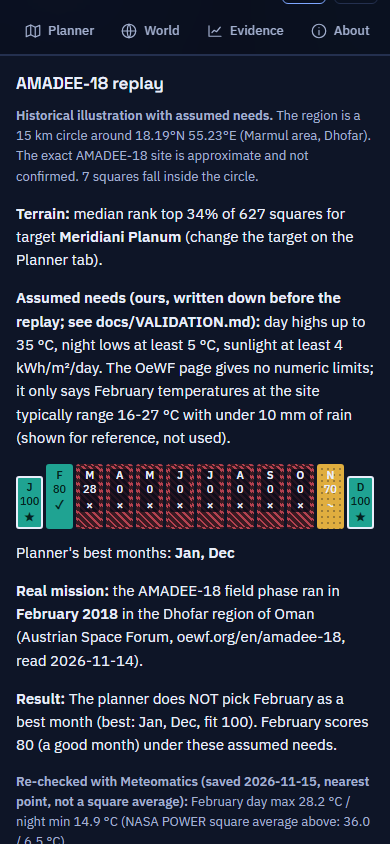 Planner World Evidence About
AMADEE-18 replay
Historical illustration with assumed needs. The region is a
15 km circle around 18.19°N 55.23°E (Marmul area, Dhofar).
The exact AMADEE-18 site is approximate and not
confirmed. 7 squares fall inside the circle.
Terrain: median rank top 34% of 627 squares for
target Meridiani Planum (change the target on the
Planner tab).
Assumed needs (ours, written down before the
replay; see docs/VALIDATION.md): day highs up to
35 °C, night lows at least 5 °C, sunlight at least 4
kWh/m²/day. The OeWF page gives no numeric limits;
it only says February temperatures at the site
typically range 16-27 °C with under 10 mm of rain
(shown for reference, not used).
J F M A M J J A S O N D
100 80 28 0 0 0 0 0 0 0 70 100
★ ✓ × × × × × × × × ~ ★
Planner's best months: Jan, Dec
Real mission: the AMADEE-18 field phase ran in
February 2018 in the Dhofar region of Oman
(Austrian Space Forum, oewf.org/en/amadee-18,
read 2026-11-14).
Result: The planner does NOT pick February as a
best month (best: Jan, Dec, fit 100). February scores
80 (a good month) under these assumed needs.
Re-checked with Meteomatics (saved 2026-11-15, nearest
point, not a square average): February day max 28.2 °C /
night min 14.9 °C (NASA POWER square average above: 36.0
/ 6.5 °C)